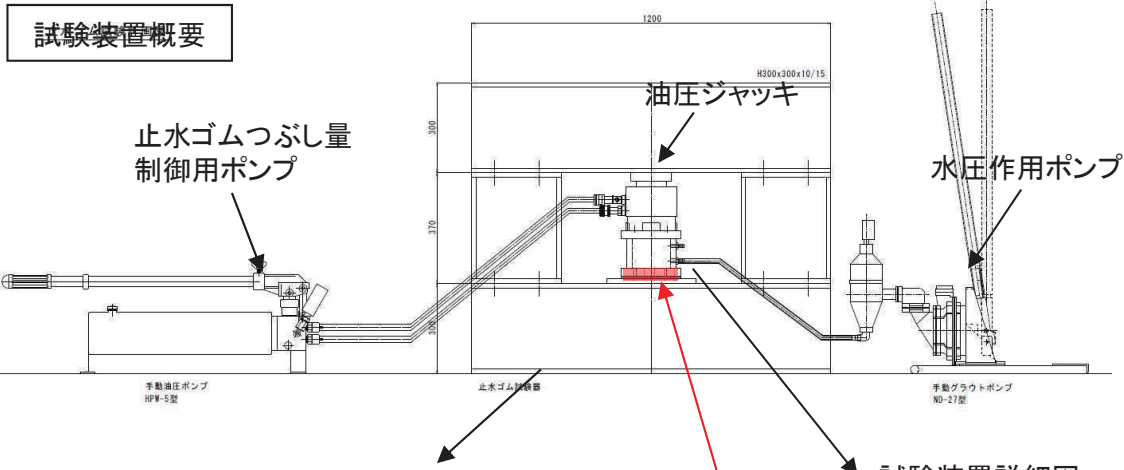 試験装置概要
1200
H300x300x10/15
油圧ジャッキ
300
止水ゴムつぶし量
制御用ポンプ
水圧作用ポンプ
370
300
手動油圧ポンプ
HPW-5型
止水ゴム試験器
手動グラウトポンプ
ND-27型
試験装置詳細図